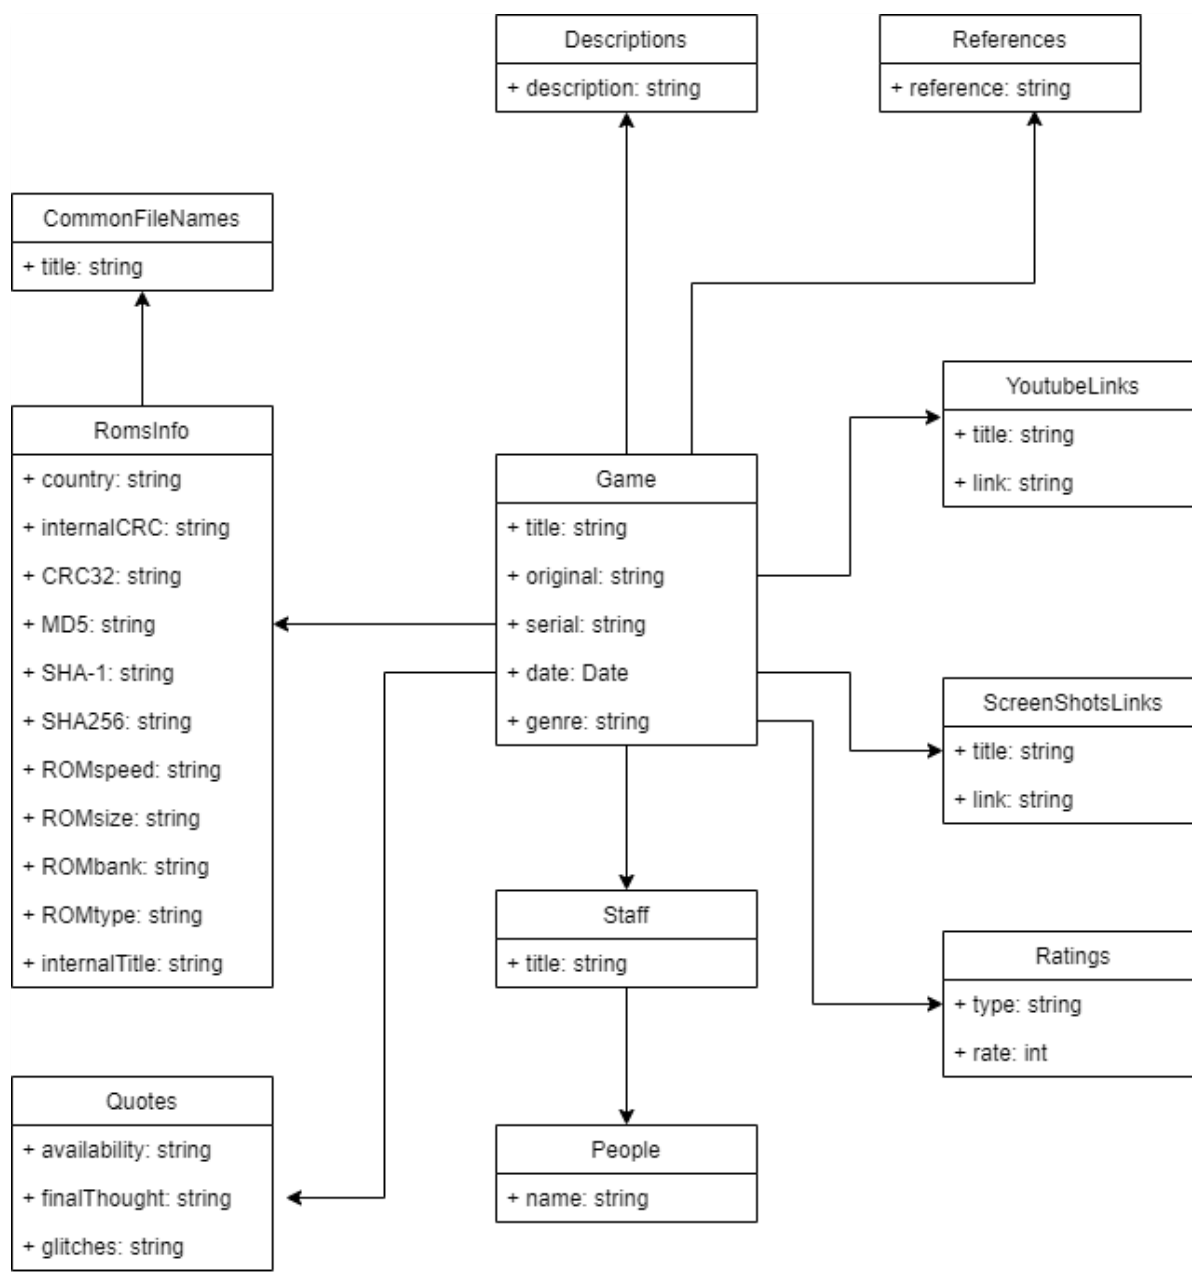 Descriptions
+ description: string
References
+ reference: string
CommonFileNames
+ title: string
YoutubeLinks
+ title: string
+ link: string
RomsInfo
+ country: string
+ internalCRC: string
+ CRC32: string
+ MD5: string
+ SHA-1: string
+ SHA256: string
+ ROMspeed: string
+ ROMsize: string
+ ROMbank: string
+ ROMtype: string
+ internalTitle: string
Game
+ title: string
+ original: string
+ serial: string
+ date: Date
+ genre: string
ScreenShotsLinks
+ title: string
+ link: string
Staff
+ title: string
Ratings
+ type: string
+ rate: int
Quotes
+ availability: string
+ finalThought: string
+ glitches: string
People
+ name: string